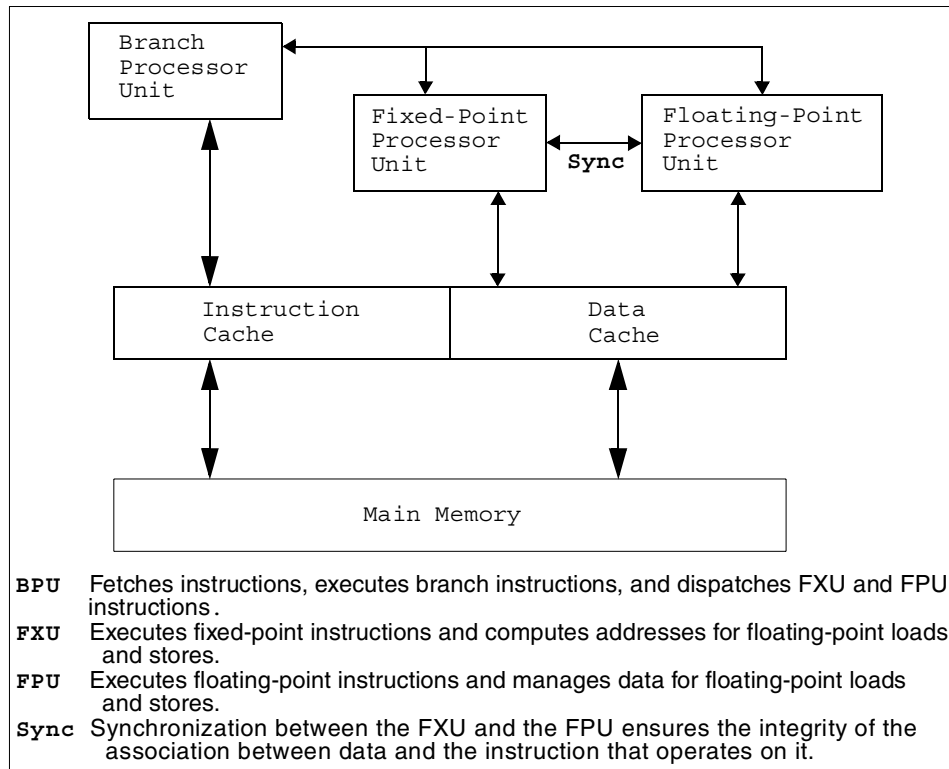 Branch
Processor
Unit
Fixed-Point
Processor
Unit
Sync
Floating-Point
Processor
Unit
Instruction
Cache
Data
Cache
Main Memory
BPU Fetches instructions, executes branch instructions, and dispatches FXU and FPU
instructions.
FXU Executes fixed-point instructions and computes addresses for floating-point loads
and stores.
FPU Executes floating-point instructions and manages data for floating-point loads
and stores.
Sync Synchronization between the FXU and the FPU ensures the integrity of the
association between data and the instruction that operates on it.